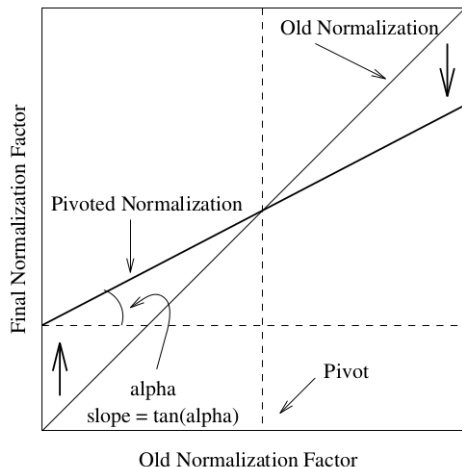 Old Normalization
Final Normalization Factor
Pivoted Normalization
alpha
slope = tan(alpha)
Pivot
Old Normalization Factor